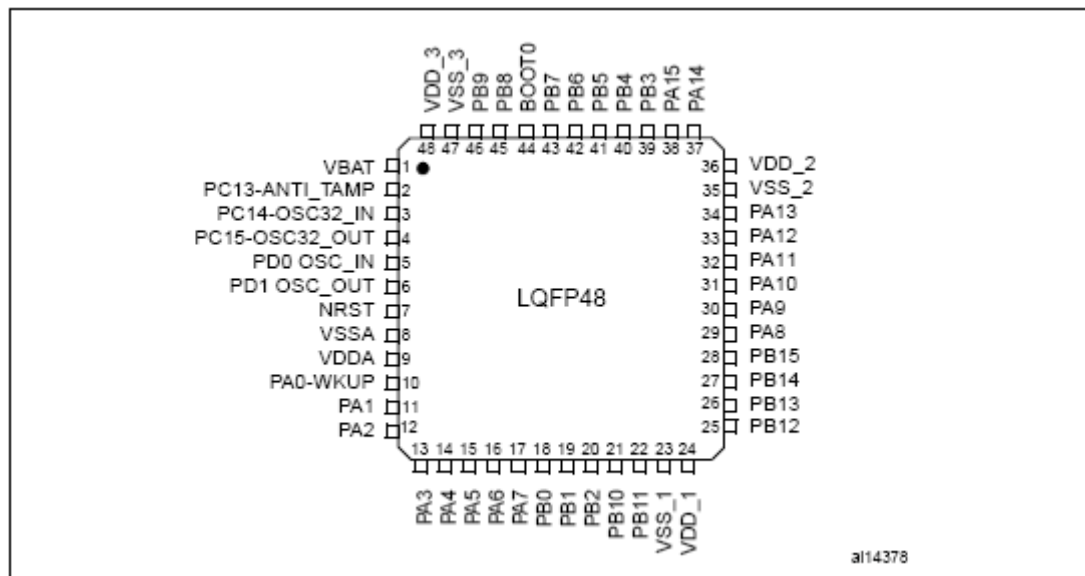 VDD_3
VSS_3
PB9
PB8
BOOT0
PB7
PB6
PB5
PB4
PB3
PA15
PA14
48 47 46 45 44 43 42 41 40 39 38 37
VBAT 1
PC13-ANTI_TAMP 2
PC14-OSC32_IN 3
PC15-OSC32_OUT 4
PD0 OSC_IN 5
PD1 OSC_OUT 6
NRST 7
VSSA 8
VDDA 9
PA0-WKUP 10
PA1 11
PA2 12
LQFP48
36 VDD_2
35 VSS_2
34 PA13
33 PA12
32 PA11
31 PA10
30 PA9
29 PA8
28 PB15
27 PB14
26 PB13
25 PB12
13 14 15 16 17 18 19 20 21 22 23 24
PA3
PA4
PA5
PA6
PA7
PB0
PB1
PB2
PB10
PB11
VSS_1
VDD_1
ai14378